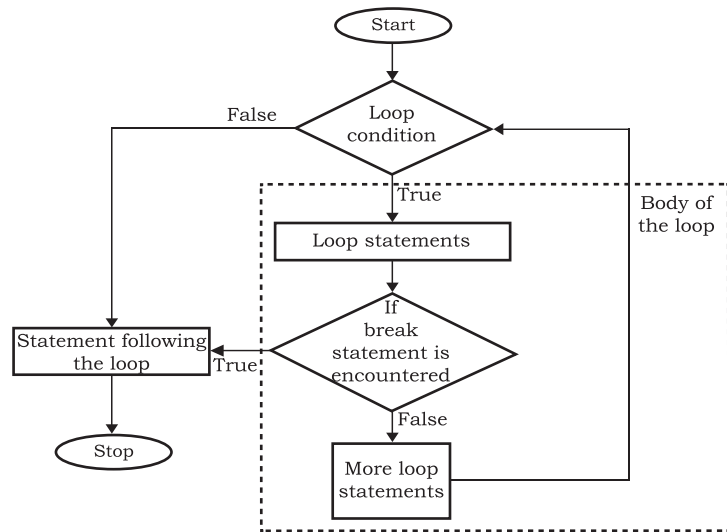 Start
Loop
condition
False
True
Body of
the loop
Loop statements
If
break
statement is
encountered
Statement following
the loop
True
False
Stop
More loop
statements